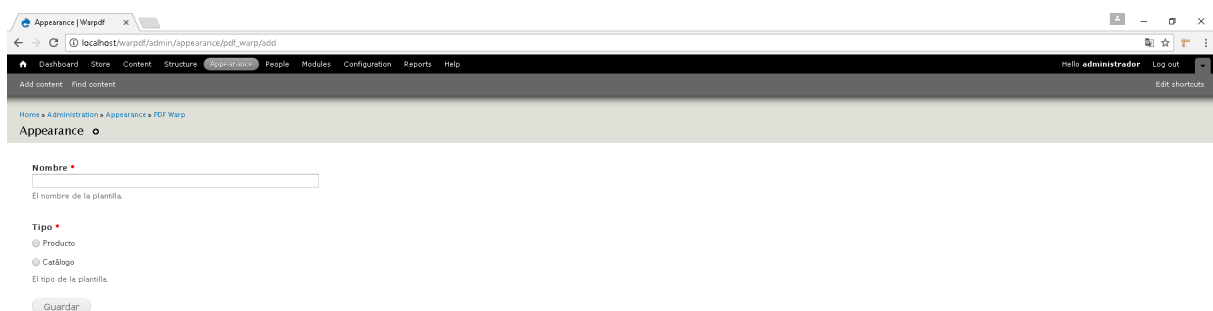 Appearance | Warpdf
localhost/warpdf/admin/appearance/pdf_warp/add
Dashboard Store Content Structure Appearance People Modules Configuration Reports Help Hello administrador Log out
Add content Find content Edit shortcuts
Home » Administration » Appearance » PDF Warp
Appearance
Nombre *
El nombre de la plantilla.
Tipo *
Producto
Catálogo
El tipo de la plantilla.
Guardar